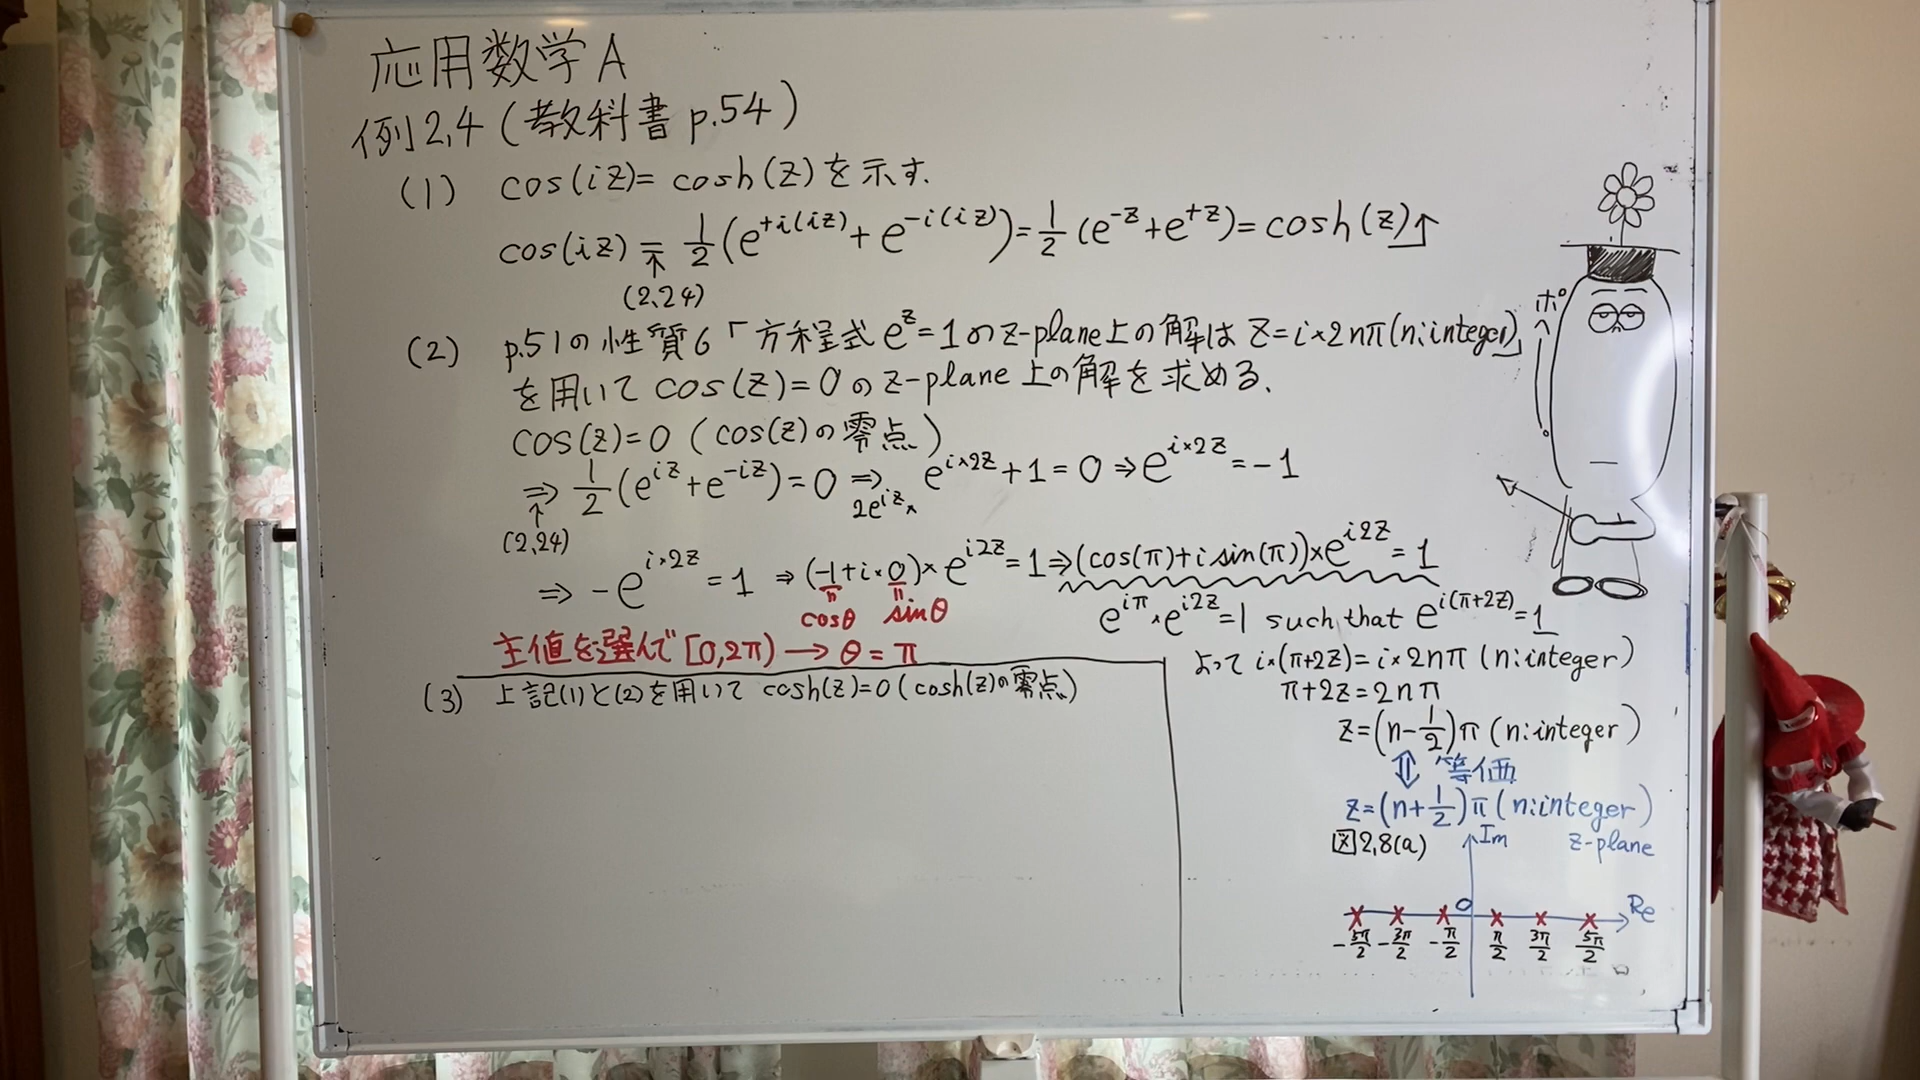 応用数学A
例2.4(教科書 p.54)
(1) cos(iz)= cosh(z)を示す.
cos(iz) = 1/2 (e^{+i(iz)} + e^{-i(iz)}) = 1/2 (e^{-z}+e^{+z}) = cosh(z)
↑
(2.24)
(2) p.51の性質6「方程式 e^z=1のz-plane上の解は z=i×2nπ(n:integer)」
を用いて cos(z)=0のz-plane上の解を求める.
cos(z)=0 (cos(z)の零点)
⇒ 1/2 (e^{iz}+e^{-iz})=0 ⇒ e^{i×2z}+1=0 ⇒ e^{i×2z}=-1
↑ 2e^{iz}×
(2.24)
⇒ -e^{i×2z}=1 ⇒ (-1+i×0)×e^{i2z}=1 ⇒ (cos(π)+i sin(π))×e^{i2z}=1
cosθ sinθ
主値を選んで [0,2π) → θ=π
e^{iπ}×e^{i2z}=1 such that e^{i(π+2z)}=1
よって i×(π+2z)=i×2nπ (n:integer)
π+2z=2nπ
z=(n-1/2)π (n:integer)
⇕ 等価
z=(n+1/2)π (n:integer)
図2.8(a) Im z-plane
0 Re
-5π/2 -3π/2 -π/2 π/2 3π/2 5π/2
(3) 上記(1)と(2)を用いて cosh(z)=0 (cosh(z)の零点)
ポ
へ